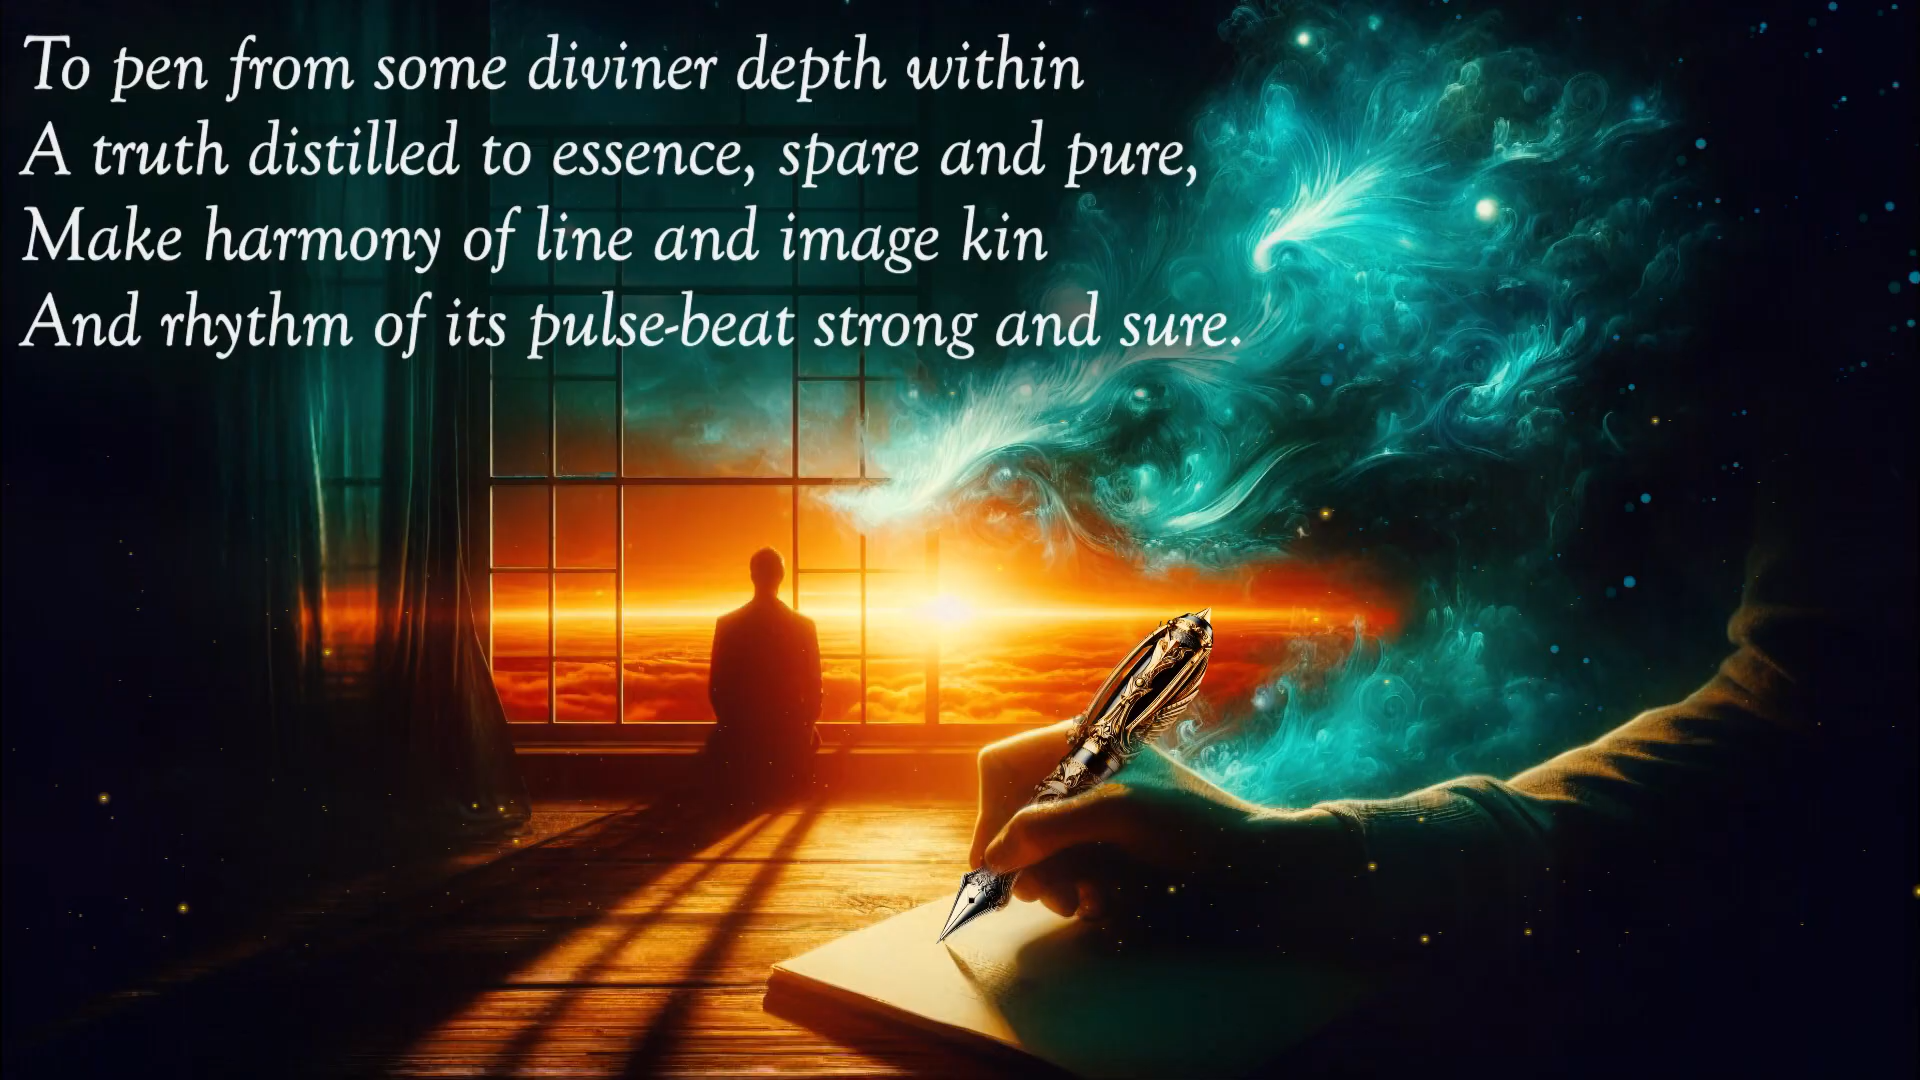 To pen from some diviner depth within
A truth distilled to essence, spare and pure,
Make harmony of line and image kin
And rhythm of its pulse-beat strong and sure.